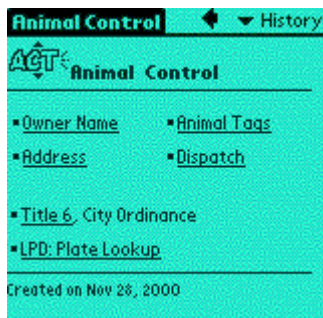 Animal Control History
ACT Animal Control
Owner Name Animal Tags
Address Dispatch
Title 6, City Ordinance
LPD: Plate Lookup
Created on Nov 28, 2000